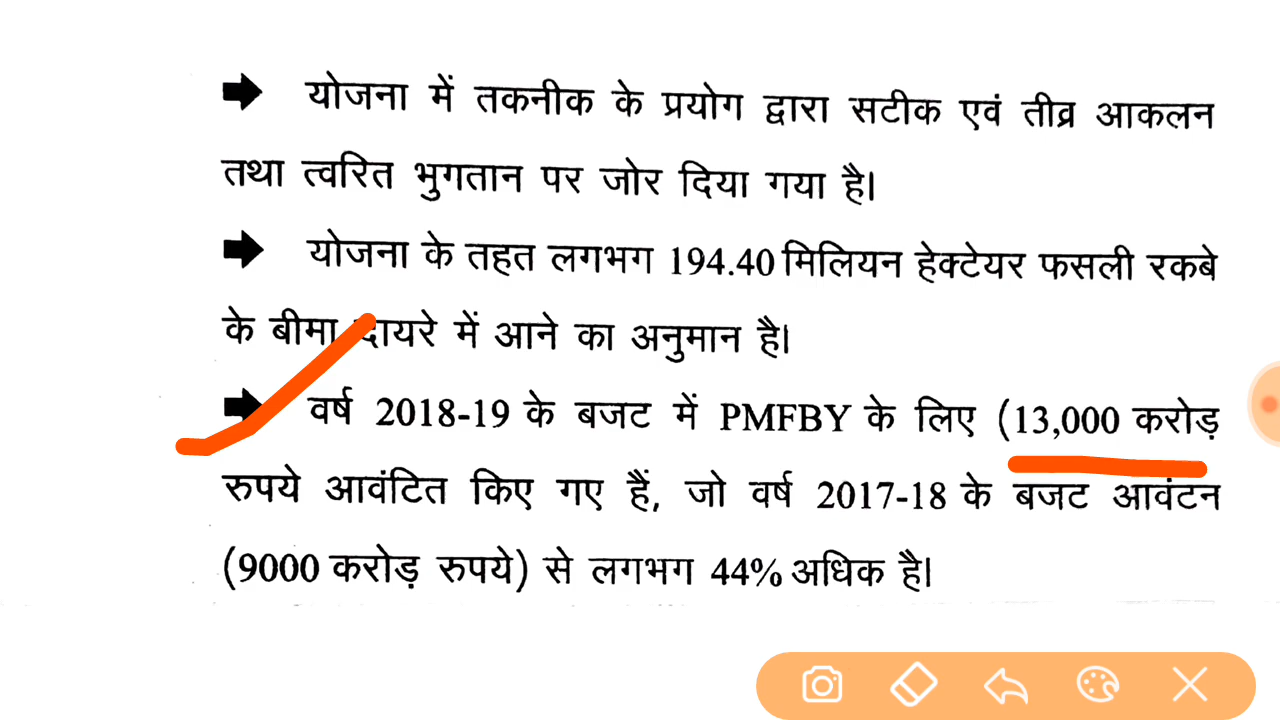 ➡ योजना में तकनीक के प्रयोग द्वारा सटीक एवं तीव्र आकलन
तथा त्वरित भुगतान पर जोर दिया गया है।
➡ योजना के तहत लगभग 194.40 मिलियन हेक्टेयर फसली रकबे
के बीमा दायरे में आने का अनुमान है।
➡ वर्ष 2018-19 के बजट में PMFBY के लिए (13,000 करोड़
रुपये आवंटित किए गए हैं, जो वर्ष 2017-18 के बजट आवंटन
(9000 करोड़ रुपये) से लगभग 44% अधिक है।